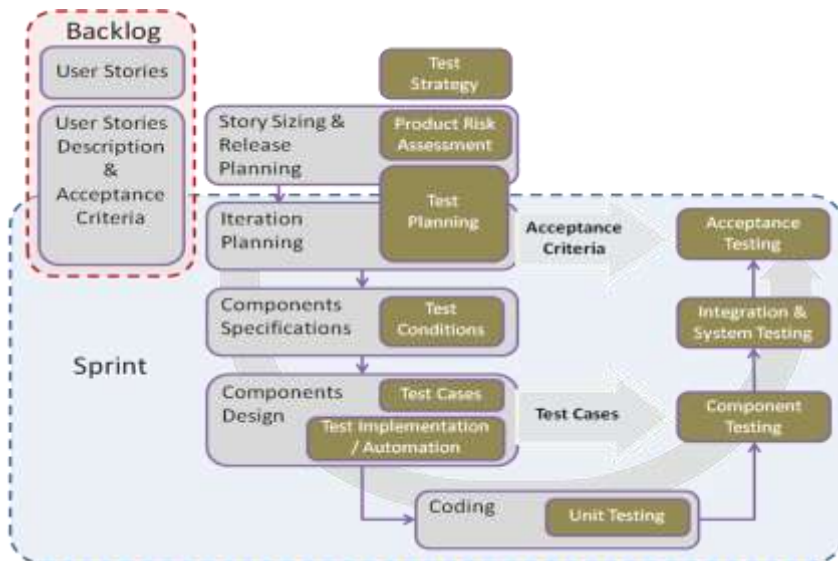 Backlog
User Stories
User Stories
Description
&
Acceptance
Criteria
Test
Strategy
Story Sizing &
Release
Planning
Product Risk
Assessment
Iteration
Planning
Test
Planning
Acceptance
Criteria
Acceptance
Testing
Components
Specifications
Test
Conditions
Integration &
System Testing
Sprint
Components
Design
Test Cases
Test Implementation
/ Automation
Test Cases
Component
Testing
Coding
Unit Testing